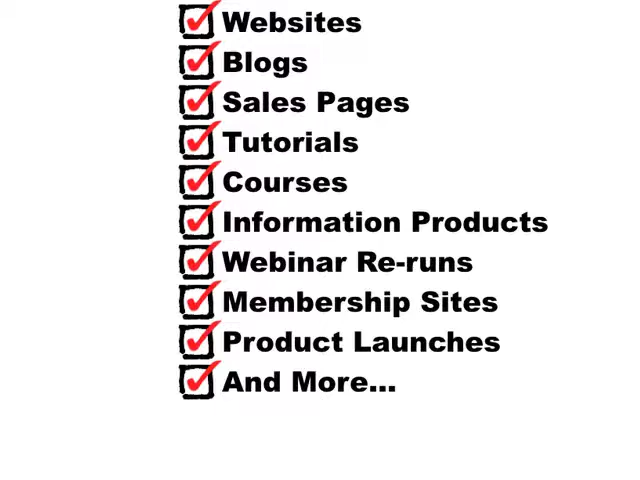 Websites
Blogs
Sales Pages
Tutorials
Courses
Information Products
Webinar Re-runs
Membership Sites
Product Launches
And More...